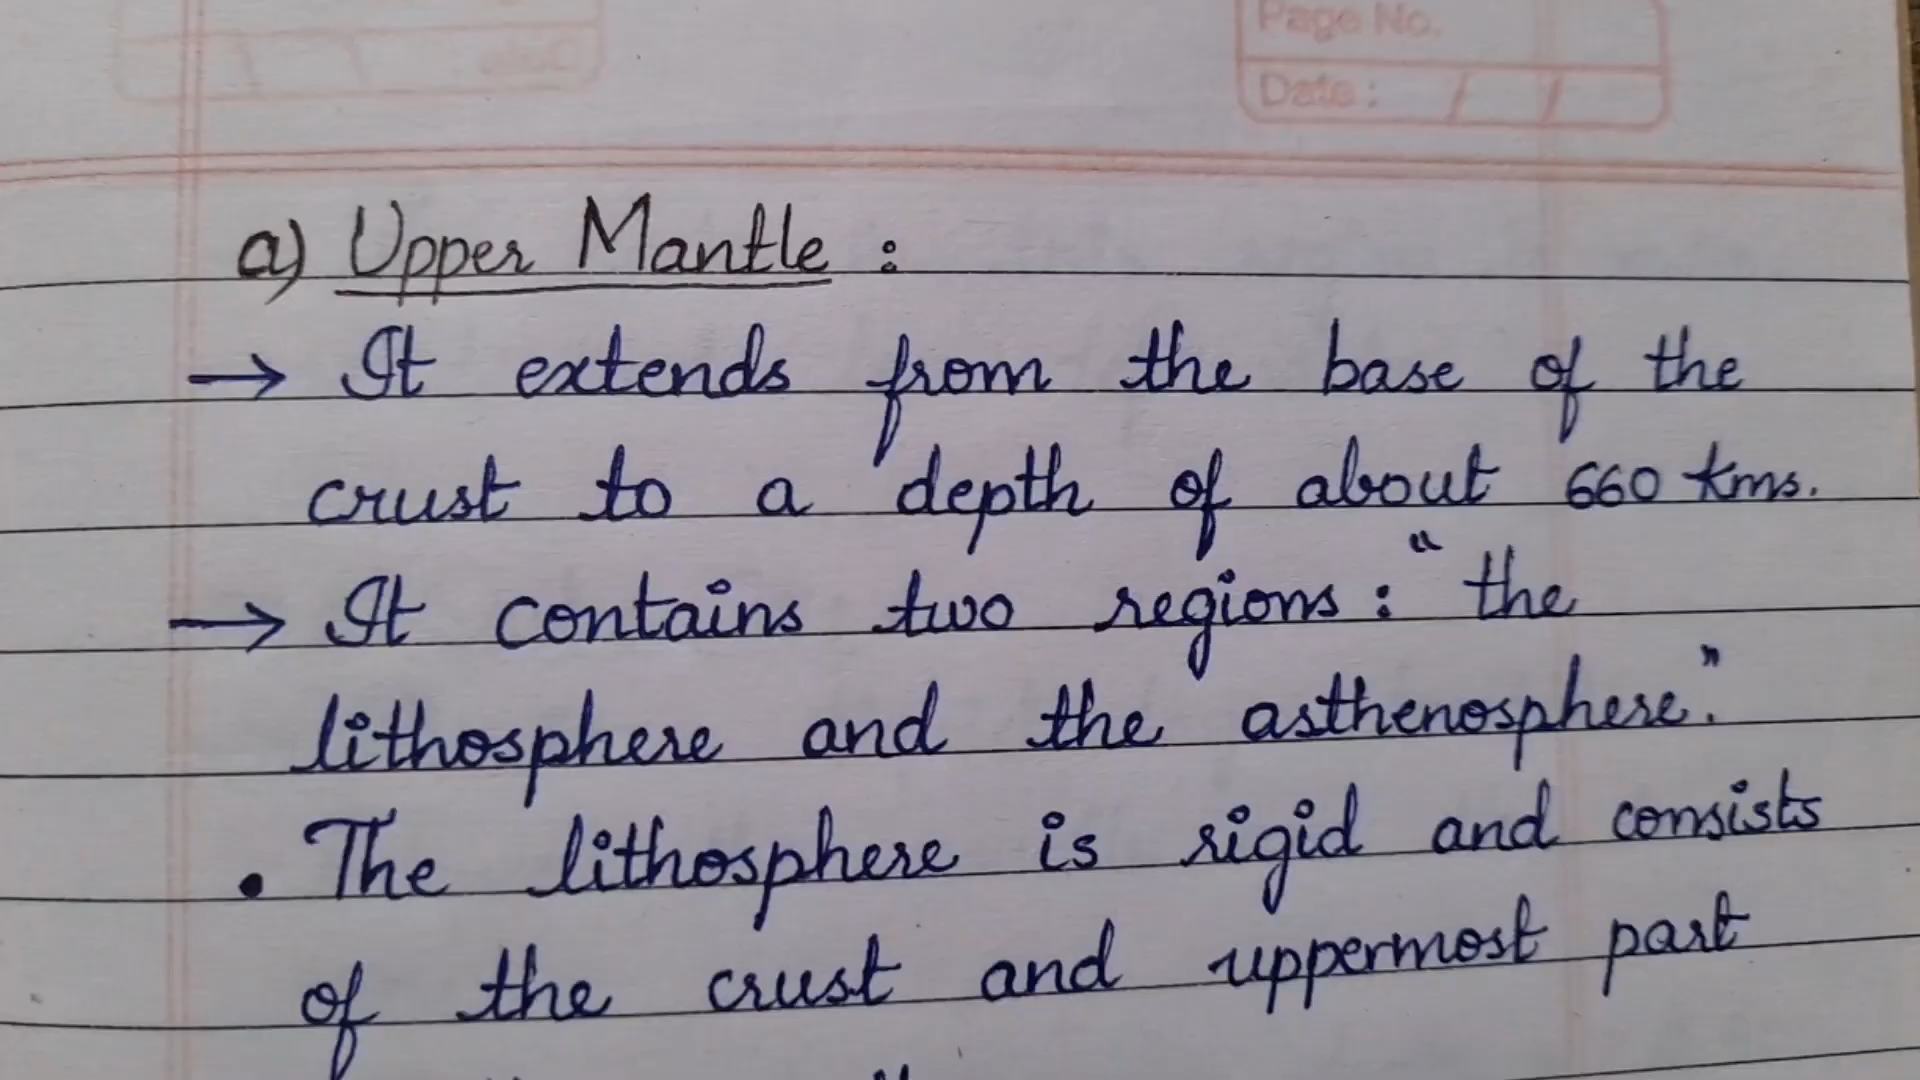 Page No.
Date: / /
a) Upper Mantle :
→ It extends from the base of the
crust to a depth of about 660 kms.
→ It contains two regions : “the
lithosphere and the asthenosphere.”
• The lithosphere is rigid and consists
of the crust and uppermost part